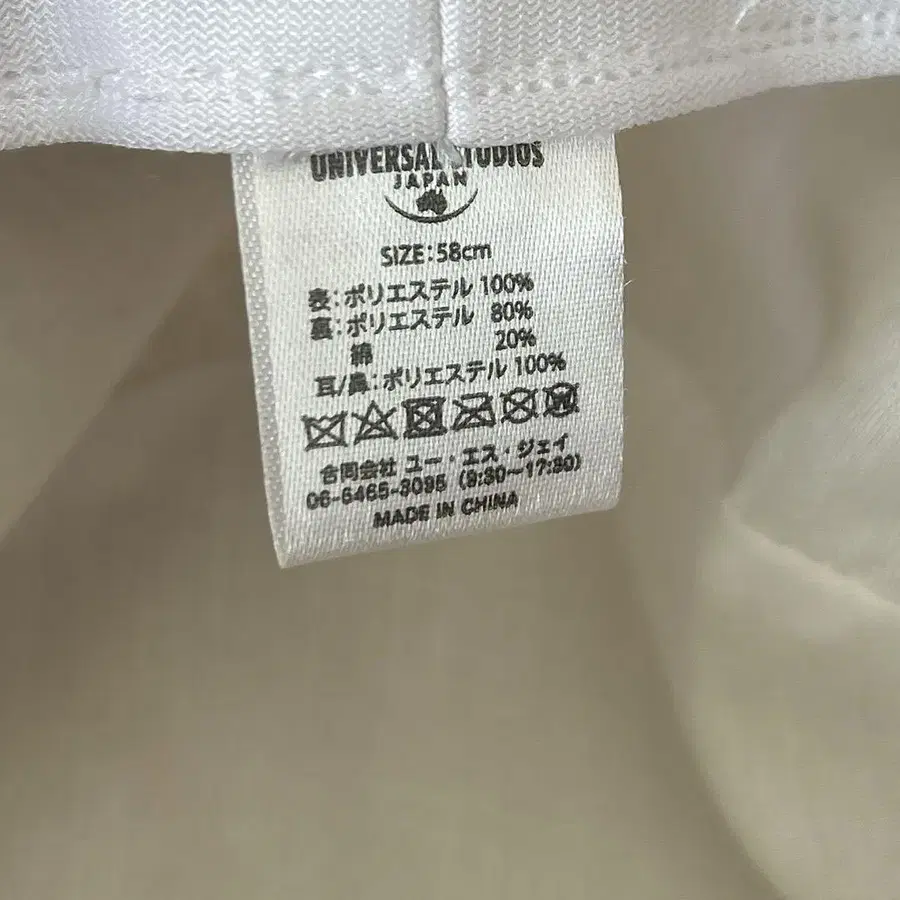 UNIVERSAL STUDIOS
JAPAN
SIZE:58cm
表:ポリエステル 100%
裏:ポリエステル 80%
綿 20%
耳/鼻:ポリエステル 100%
合同会社 ユー・エス・ジェイ
06-6465-3095 (9:30〜17:30)
MADE IN CHINA